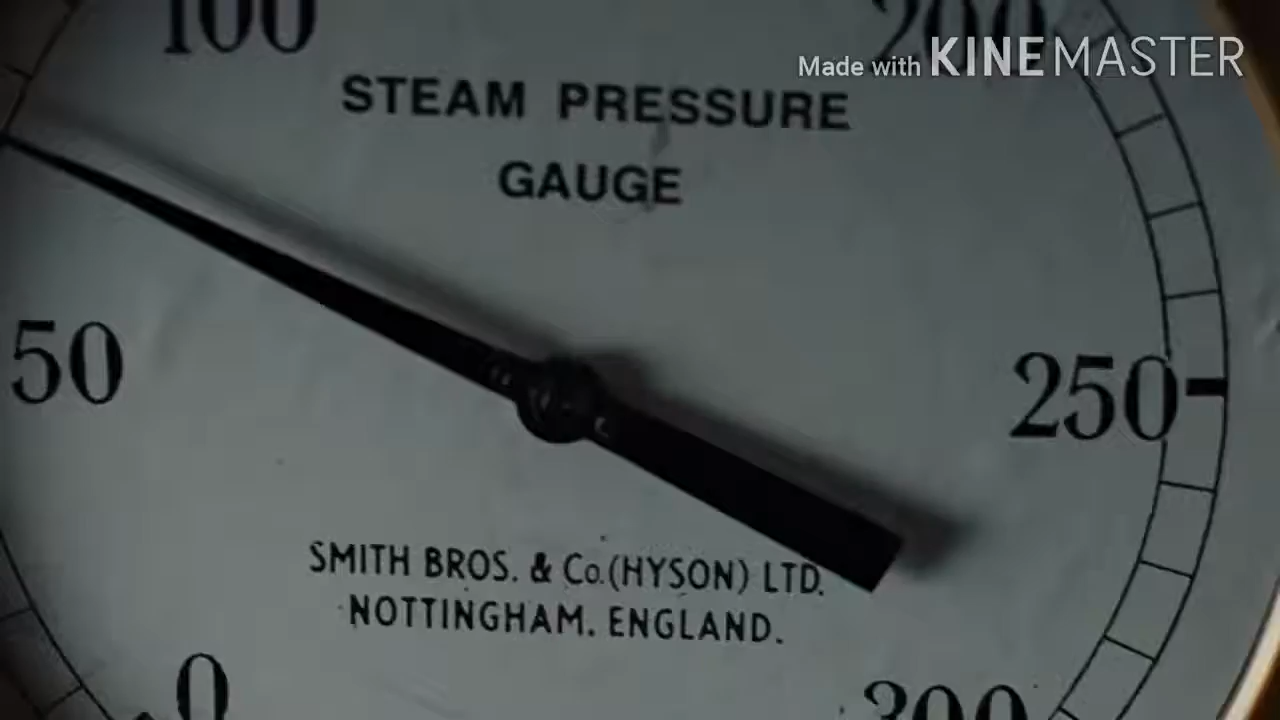 100 200
Made with KINEMASTER
STEAM PRESSURE
GAUGE
50 250
SMITH BROS. & Co. (HYSON) LTD.
NOTTINGHAM. ENGLAND.
0 300